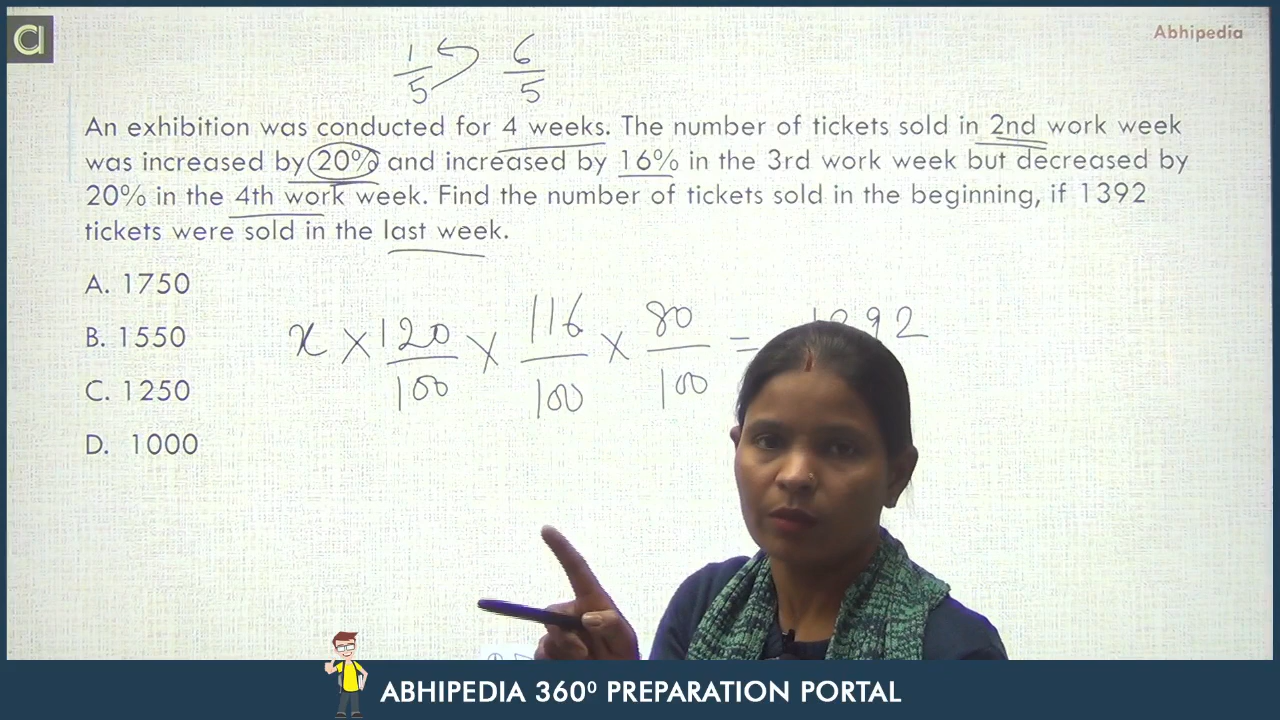 Abhipedia
1/5 6/5
An exhibition was conducted for 4 weeks. The number of tickets sold in 2nd work week
was increased by 20% and increased by 16% in the 3rd work week but decreased by
20% in the 4th work week. Find the number of tickets sold in the beginning, if 1392
tickets were sold in the last week.
A. 1750
B. 1550
C. 1250
D. 1000
x × 120/100 × 116/100 × 80/100 = 1392
ABHIPEDIA 360⁰ PREPARATION PORTAL